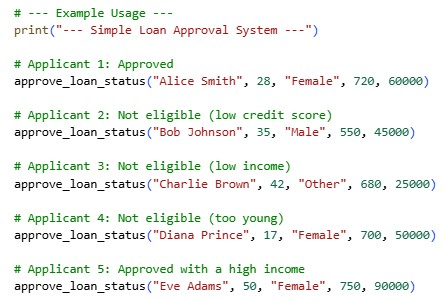 # --- Example Usage ---
print("--- Simple Loan Approval System ---")
# Applicant 1: Approved
approve_loan_status("Alice Smith", 28, "Female", 720, 60000)
# Applicant 2: Not eligible (low credit score)
approve_loan_status("Bob Johnson", 35, "Male", 550, 45000)
# Applicant 3: Not eligible (low income)
approve_loan_status("Charlie Brown", 42, "Other", 680, 25000)
# Applicant 4: Not eligible (too young)
approve_loan_status("Diana Prince", 17, "Female", 700, 50000)
# Applicant 5: Approved with a high income
approve_loan_status("Eve Adams", 50, "Female", 750, 90000)